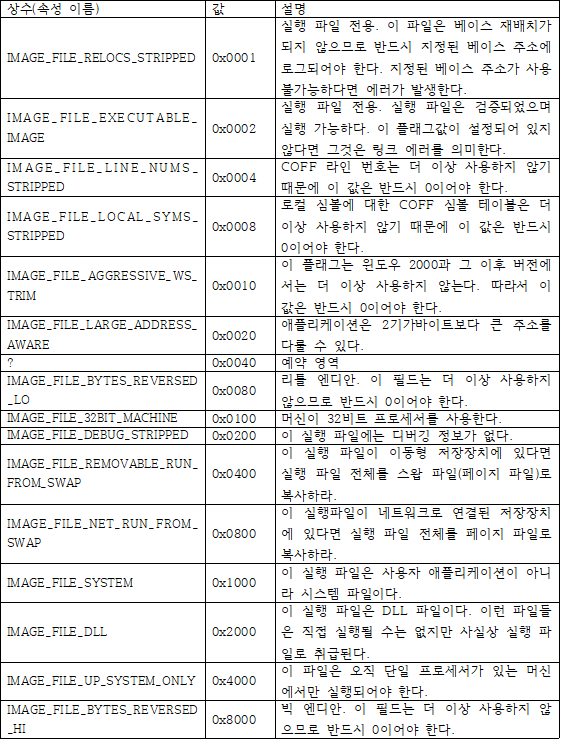 상수(속성 이름) 값 설명
IMAGE_FILE_RELOCS_STRIPPED 0x0001 실행 파일 전용. 이 파일은 베이스 재배치가
되지 않으므로 반드시 지정된 베이스 주소에
로그되어야 한다. 지정된 베이스 주소가 사용
불가능하다면 에러가 발생한다.
IMAGE_FILE_EXECUTABLE_
IMAGE 0x0002 실행 파일 전용. 실행 파일은 검증되었으며
실행 가능하다. 이 플래그값이 설정되어 있지
않다면 그것은 링크 에러를 의미한다.
IMAGE_FILE_LINE_NUMS_
STRIPPED 0x0004 COFF 라인 번호는 더 이상 사용하지 않기
때문에 이 값은 반드시 0이어야 한다.
IMAGE_FILE_LOCAL_SYMS_
STRIPPED 0x0008 로컬 심볼에 대한 COFF 심볼 테이블은 더
이상 사용하지 않기 때문에 이 값은 반드시
0이어야 한다.
IMAGE_FILE_AGGRESSIVE_WS_
TRIM 0x0010 이 플래그는 윈도우 2000과 그 이후 버전에
서는 더 이상 사용하지 않는다. 따라서 이
값은 반드시 0이어야 한다.
IMAGE_FILE_LARGE_ADDRESS_
AWARE 0x0020 애플리케이션은 2기가바이트보다 큰 주소를
다룰 수 있다.
? 0x0040 예약 영역
IMAGE_FILE_BYTES_REVERSED
_LO 0x0080 리틀 엔디안. 이 필드는 더 이상 사용하지
않으므로 반드시 0이어야 한다.
IMAGE_FILE_32BIT_MACHINE 0x0100 머신이 32비트 프로세서를 사용한다.
IMAGE_FILE_DEBUG_STRIPPED 0x0200 이 실행 파일에는 디버깅 정보가 없다.
IMAGE_FILE_REMOVABLE_RUN_
FROM_SWAP 0x0400 이 실행 파일이 이동형 저장장치에 있다면
실행 파일 전체를 스왑 파일(페이지 파일)로
복사하라.
IMAGE_FILE_NET_RUN_FROM_
SWAP 0x0800 이 실행파일이 네트워크로 연결된 저장장치
에 있다면 실행 파일 전체를 페이지 파일로
복사하라.
IMAGE_FILE_SYSTEM 0x1000 이 실행 파일은 사용자 애플리케이션이 아니
라 시스템 파일이다.
IMAGE_FILE_DLL 0x2000 이 실행 파일은 DLL 파일이다. 이런 파일들
은 직접 실행될 수는 없지만 사실상 실행 파
일로 취급된다.
IMAGE_FILE_UP_SYSTEM_ONLY 0x4000 이 파일은 오직 단일 프로세서가 있는 머신
에서만 실행되어야 한다.
IMAGE_FILE_BYTES_REVERSED
_HI 0x8000 빅 엔디안. 이 필드는 더 이상 사용하지 않
으므로 반드시 0이어야 한다.